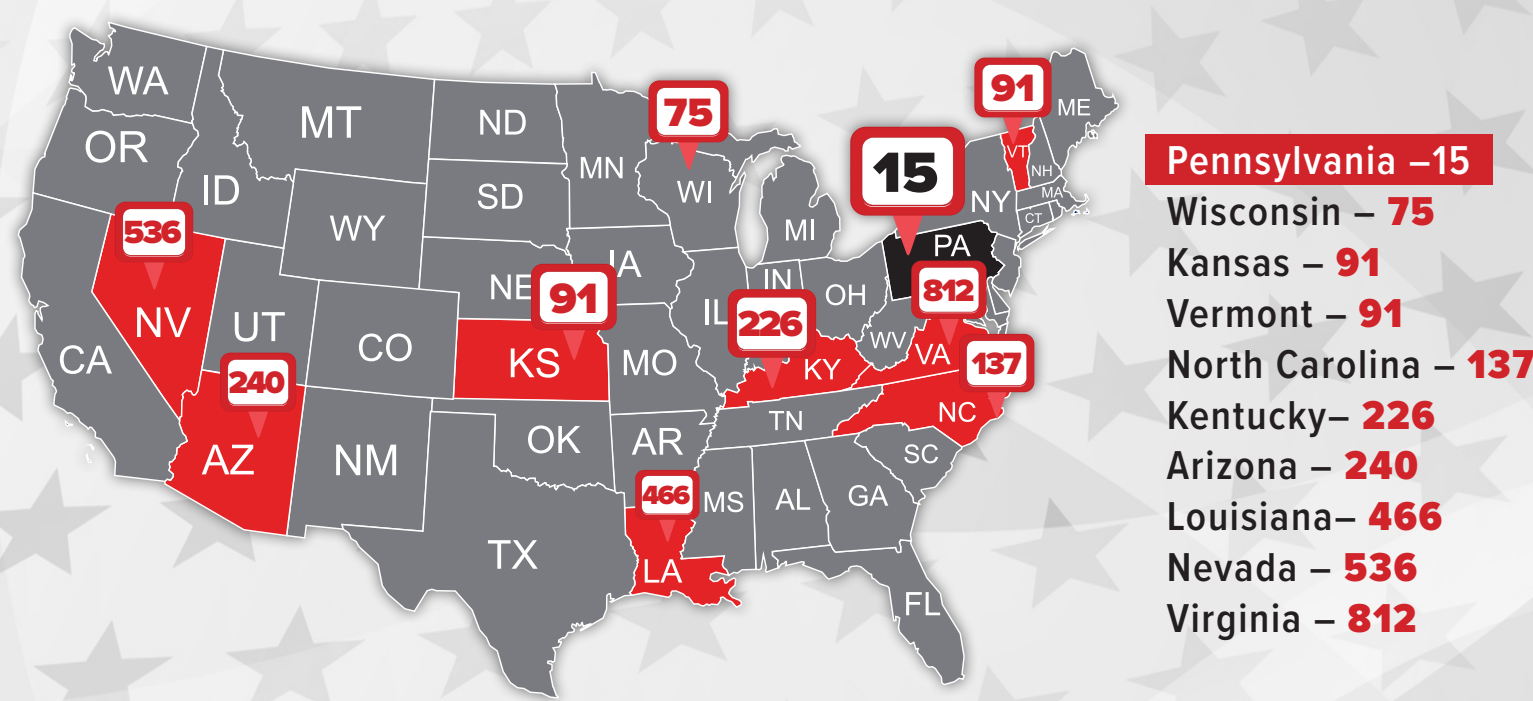 WA
MT
ND
MN
75
91
ME
OR
ID
SD
WI
15
VT
NH
NY
MA
CT
WY
MI
PA
536
NE
IA
IN
OH
812
NV
UT
CO
91
KS
MO
IL
226
KY
WV
VA
137
CA
240
AZ
NM
OK
AR
TN
NC
SC
466
MS
AL
GA
TX
LA
FL
Pennsylvania –15
Wisconsin – 75
Kansas – 91
Vermont – 91
North Carolina – 137
Kentucky– 226
Arizona – 240
Louisiana– 466
Nevada – 536
Virginia – 812